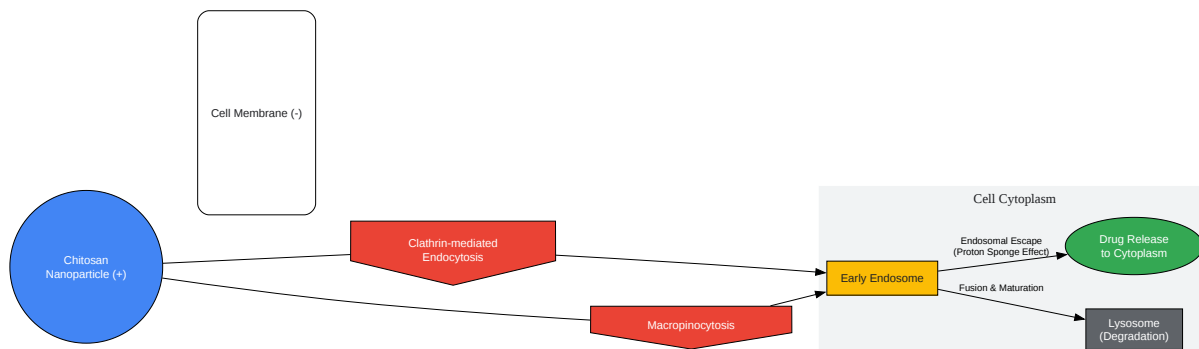 Cell Membrane (-)
Chitosan
Nanoparticle (+)
Clathrin-mediated
Endocytosis
Macropinocytosis
Cell Cytoplasm
Early Endosome
Endosomal Escape
(Proton Sponge Effect)
Fusion & Maturation
Drug Release
to Cytoplasm
Lysosome
(Degradation)